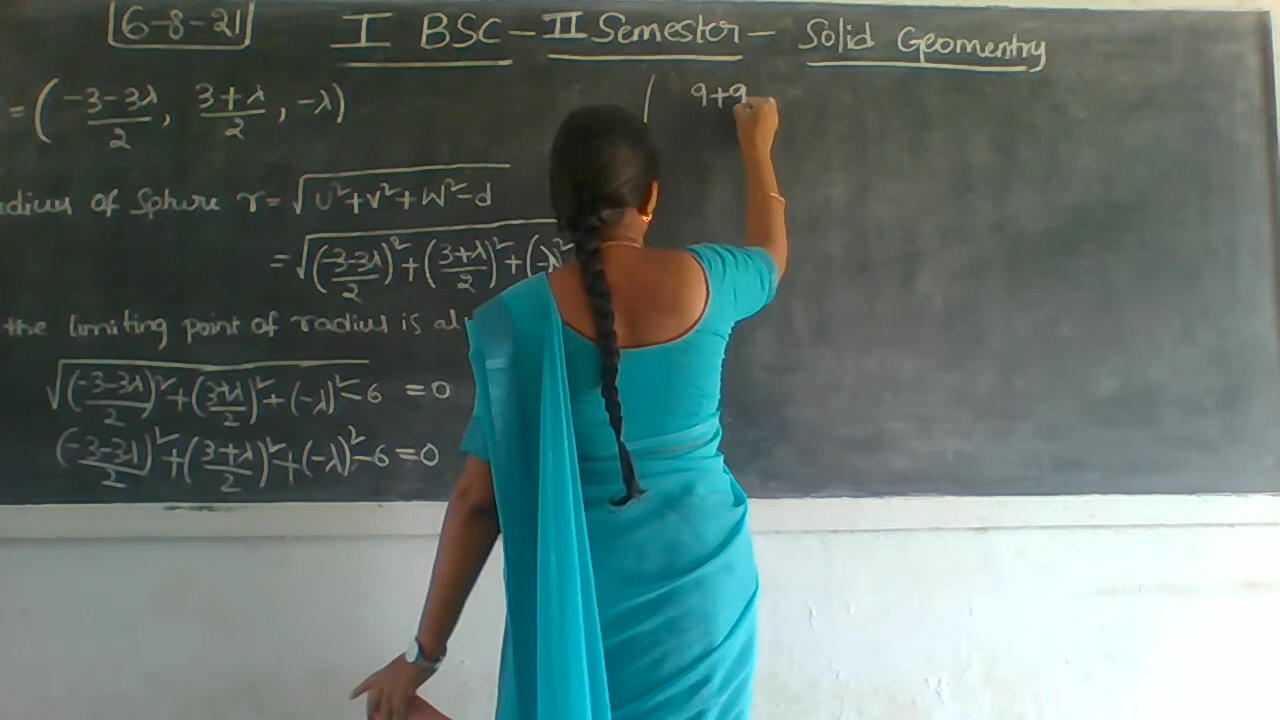 6-8-21
I BSC - II Semester - Solid Geomentry
= (-3-3λ/2, 3+λ/2, -λ)
9+9
of Sphere r = √U²+V²+W²-d
= √(-3-3λ/2)²+(3+λ/2)²+(-λ)²
the limiting point of radius is
√(-3-3λ/2)²+(3+λ/2)²+(-λ)²-6 = 0
(-3-3λ/2)²+(3+λ/2)²+(-λ)²-6=0